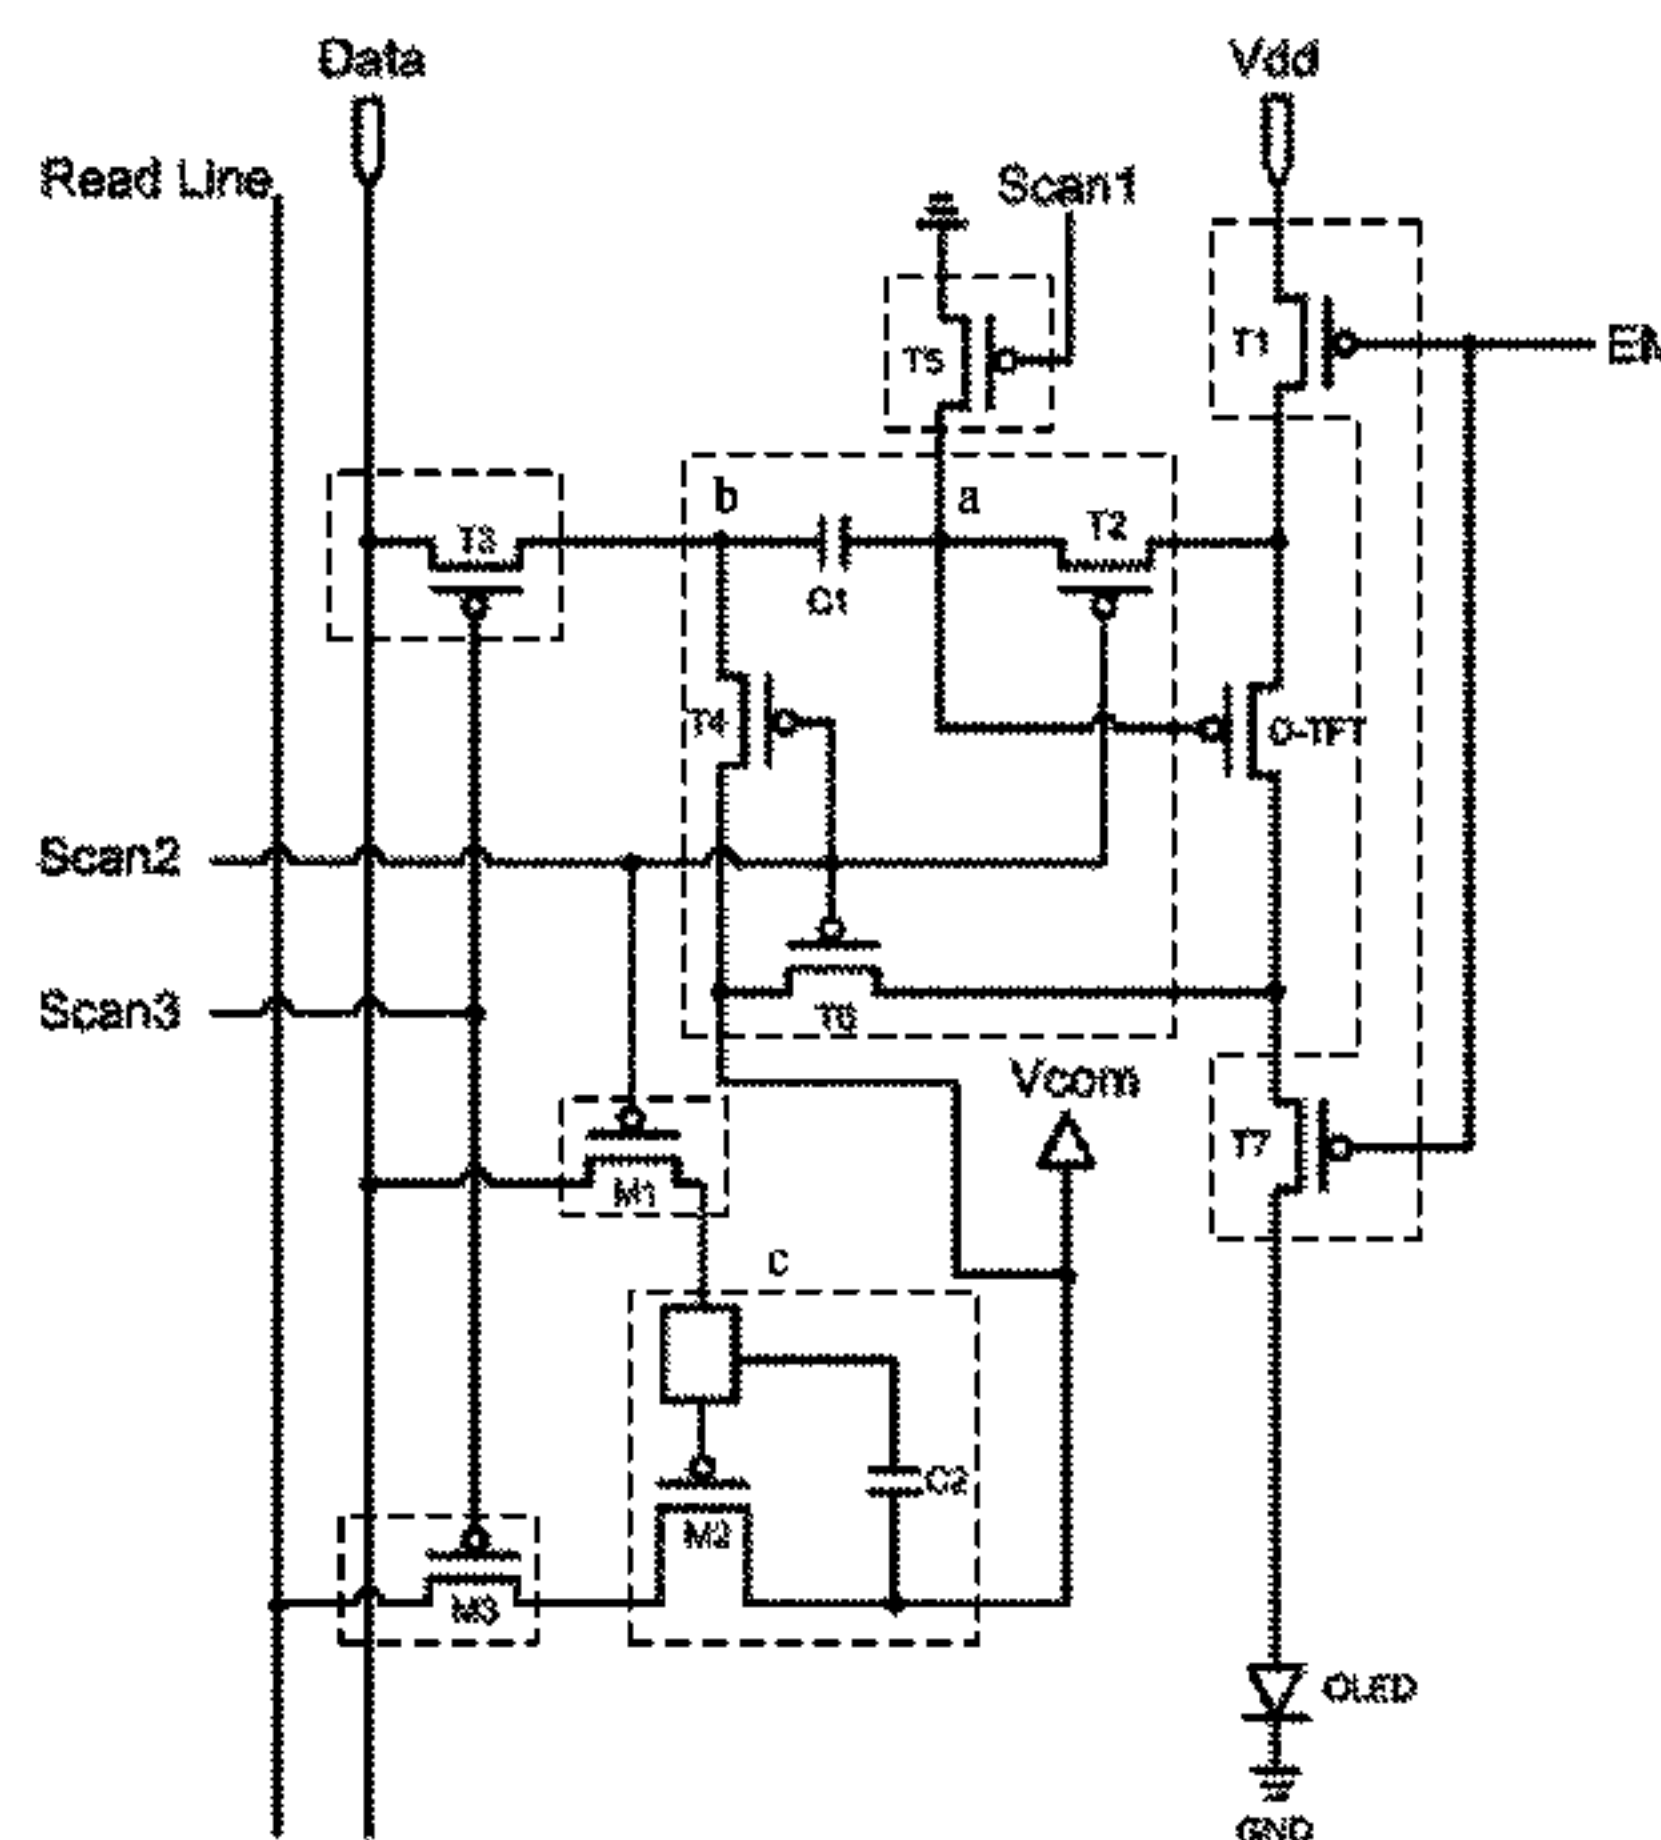 Data
Vdd
Read Line
Scan1
T5
T1
EM
b
a
T3
T2
C1
T4
D-TFT
Scan2
Scan3
T6
Vcom
T7
M1
c
C2
M2
M3
OLED
GND